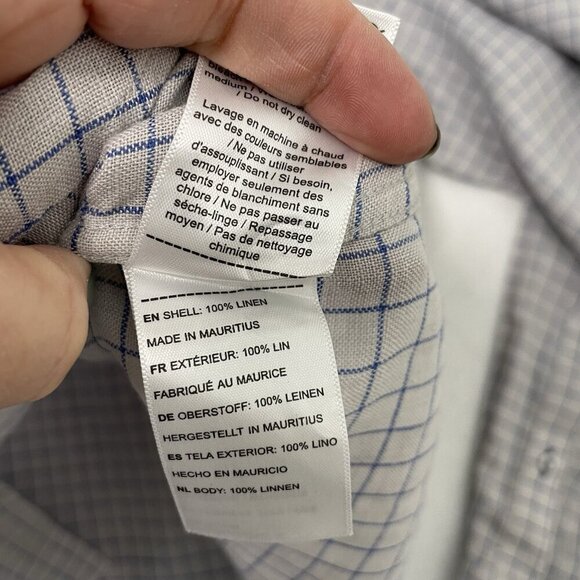 medium / Do not dry clean
Lavage en machine à chaud
avec des couleurs semblables
/ Ne pas utiliser
d'assouplissant / Si besoin,
employer seulement des
agents de blanchiment sans
chlore / Ne pas passer au
séche-linge / Repassage
moyen / Pas de nettoyage
chimique
EN SHELL: 100% LINEN
MADE IN MAURITIUS
FR EXTÉRIEUR: 100% LIN
FABRIQUÉ AU MAURICE
DE OBERSTOFF: 100% LEINEN
HERGESTELLT IN MAURITIUS
ES TELA EXTERIOR: 100% LINO
HECHO EN MAURICIO
NL BODY: 100% LINNEN